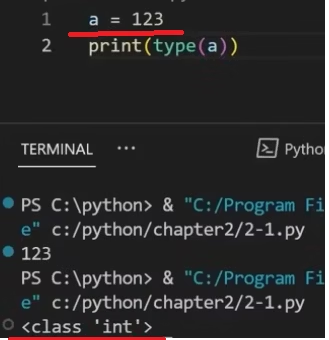 1 a = 123
2 print(type(a))
TERMINAL ··· Pytho
PS C:\python> & "C:/Program Fi
e" c:/python/chapter2/2-1.py
123
PS C:\python> & "C:/Program Fi
e" c:/python/chapter2/2-1.py
<class 'int'>